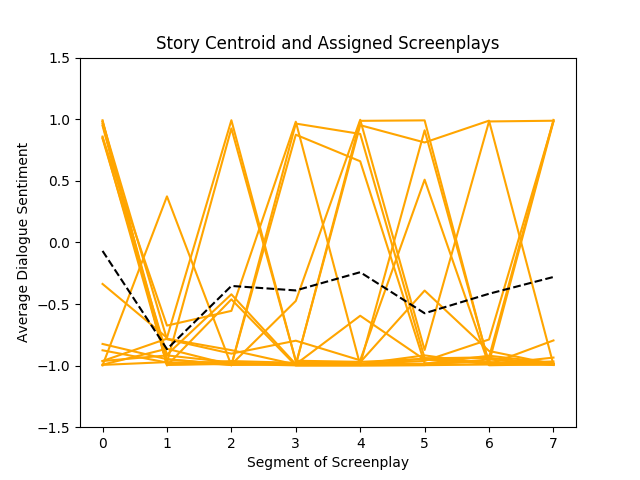 Story Centroid and Assigned Screenplays
1.5
1.0
0.5
0.0
−0.5
−1.0
−1.5
Average Dialogue Sentiment
0 1 2 3 4 5 6 7
Segment of Screenplay